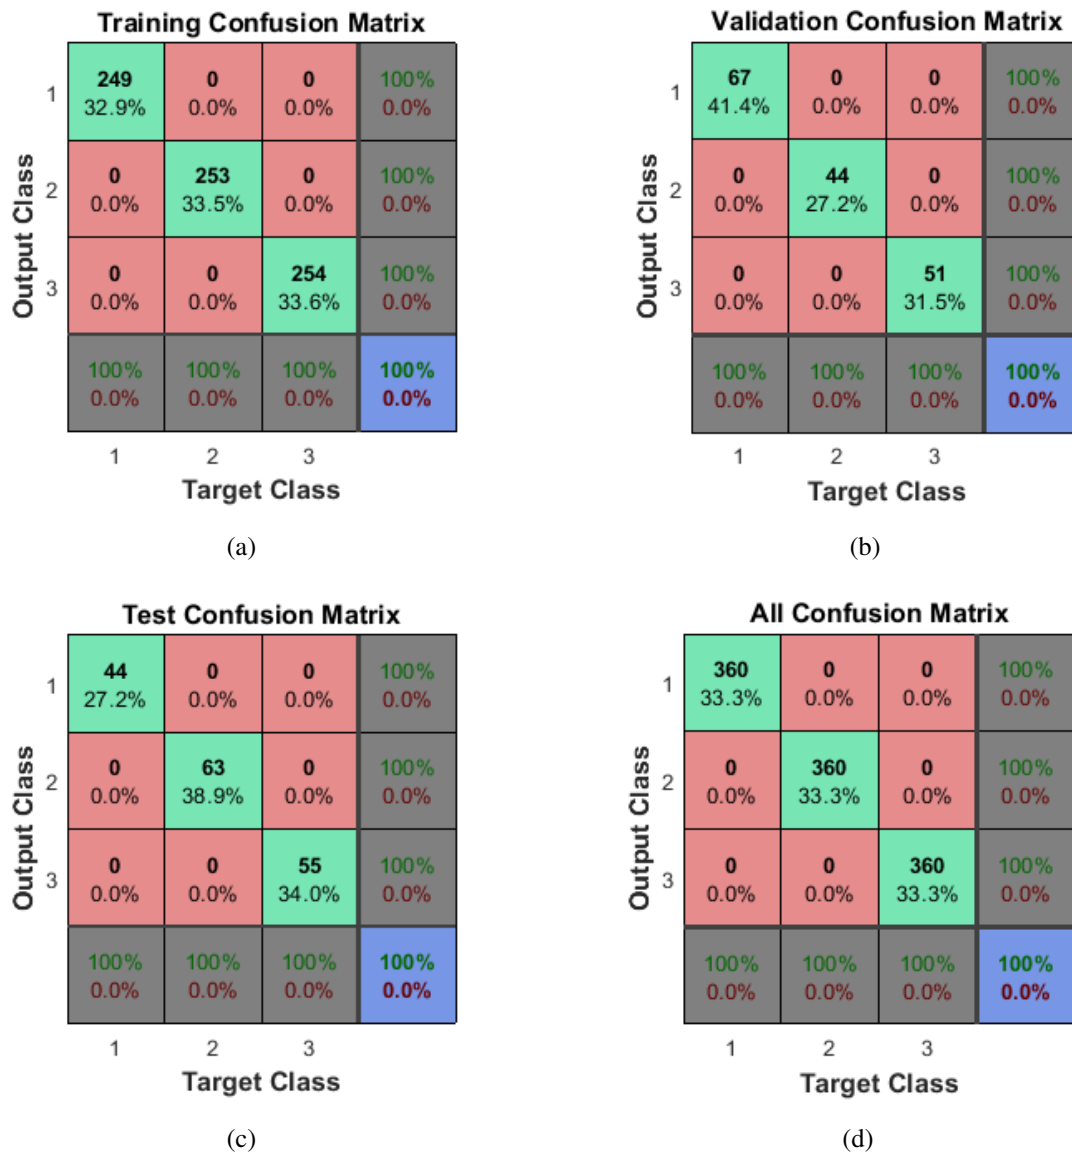 Training Confusion Matrix
Output Class
1
249 0 0 100%
32.9% 0.0% 0.0% 0.0%
2
0 253 0 100%
0.0% 33.5% 0.0% 0.0%
3
0 0 254 100%
0.0% 0.0% 33.6% 0.0%
100% 100% 100% 100%
0.0% 0.0% 0.0% 0.0%
1 2 3
Target Class
(a)
Validation Confusion Matrix
Output Class
1
67 0 0 100%
41.4% 0.0% 0.0% 0.0%
2
0 44 0 100%
0.0% 27.2% 0.0% 0.0%
3
0 0 51 100%
0.0% 0.0% 31.5% 0.0%
100% 100% 100% 100%
0.0% 0.0% 0.0% 0.0%
1 2 3
Target Class
(b)
Test Confusion Matrix
Output Class
1
44 0 0 100%
27.2% 0.0% 0.0% 0.0%
2
0 63 0 100%
0.0% 38.9% 0.0% 0.0%
3
0 0 55 100%
0.0% 0.0% 34.0% 0.0%
100% 100% 100% 100%
0.0% 0.0% 0.0% 0.0%
1 2 3
Target Class
(c)
All Confusion Matrix
Output Class
1
360 0 0 100%
33.3% 0.0% 0.0% 0.0%
2
0 360 0 100%
0.0% 33.3% 0.0% 0.0%
3
0 0 360 100%
0.0% 0.0% 33.3% 0.0%
100% 100% 100% 100%
0.0% 0.0% 0.0% 0.0%
1 2 3
Target Class
(d)